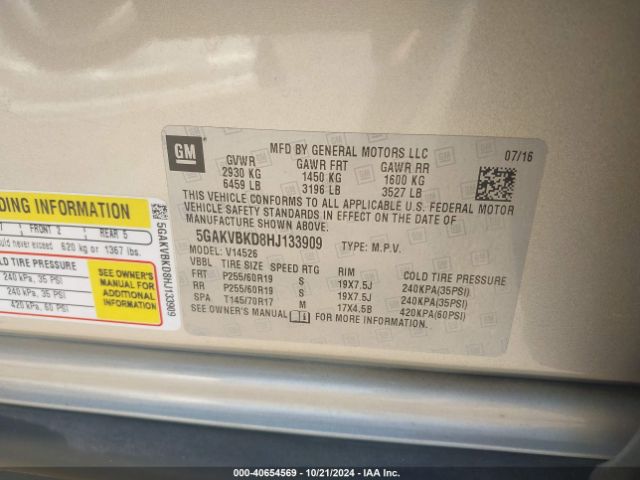 GM
MFD BY GENERAL MOTORS LLC 07/16
GVWR GAWR FRT GAWR RR
2930 KG 1450 KG 1600 KG
6459 LB 3196 LB 3527 LB
THIS VEHICLE CONFORMS TO ALL APPLICABLE U.S. FEDERAL MOTOR
VEHICLE SAFETY STANDARDS IN EFFECT ON THE DATE OF
MANUFACTURE SHOWN ABOVE.
5GAKVBKD8HJ133909 TYPE: M.P.V.
MODEL: V14526
VBBL TIRE SIZE SPEED RTG RIM COLD TIRE PRESSURE
FRT P255/60R19 S 19X7.5J 240KPA(35PSI)
RR P255/60R19 S 19X7.5J 240KPA(35PSI)
SPA T145/70R17 M 17X4.5B 420KPA(60PSI)
SEE OWNER'S MANUAL FOR MORE INFORMATION.
DING INFORMATION
FRONT 2 REAR 5
ould never exceed 620 kg or 1367 lbs.
TIRE PRESSURE
240 kPa, 35 PSI
240 kPa, 35 PSI
420 kPa, 60 PSI
SEE OWNER'S
MANUAL FOR
ADDITIONAL
INFORMATION
5GAKVBKD8HJ133909
000-40654569 - 10/21/2024 - IAA Inc.